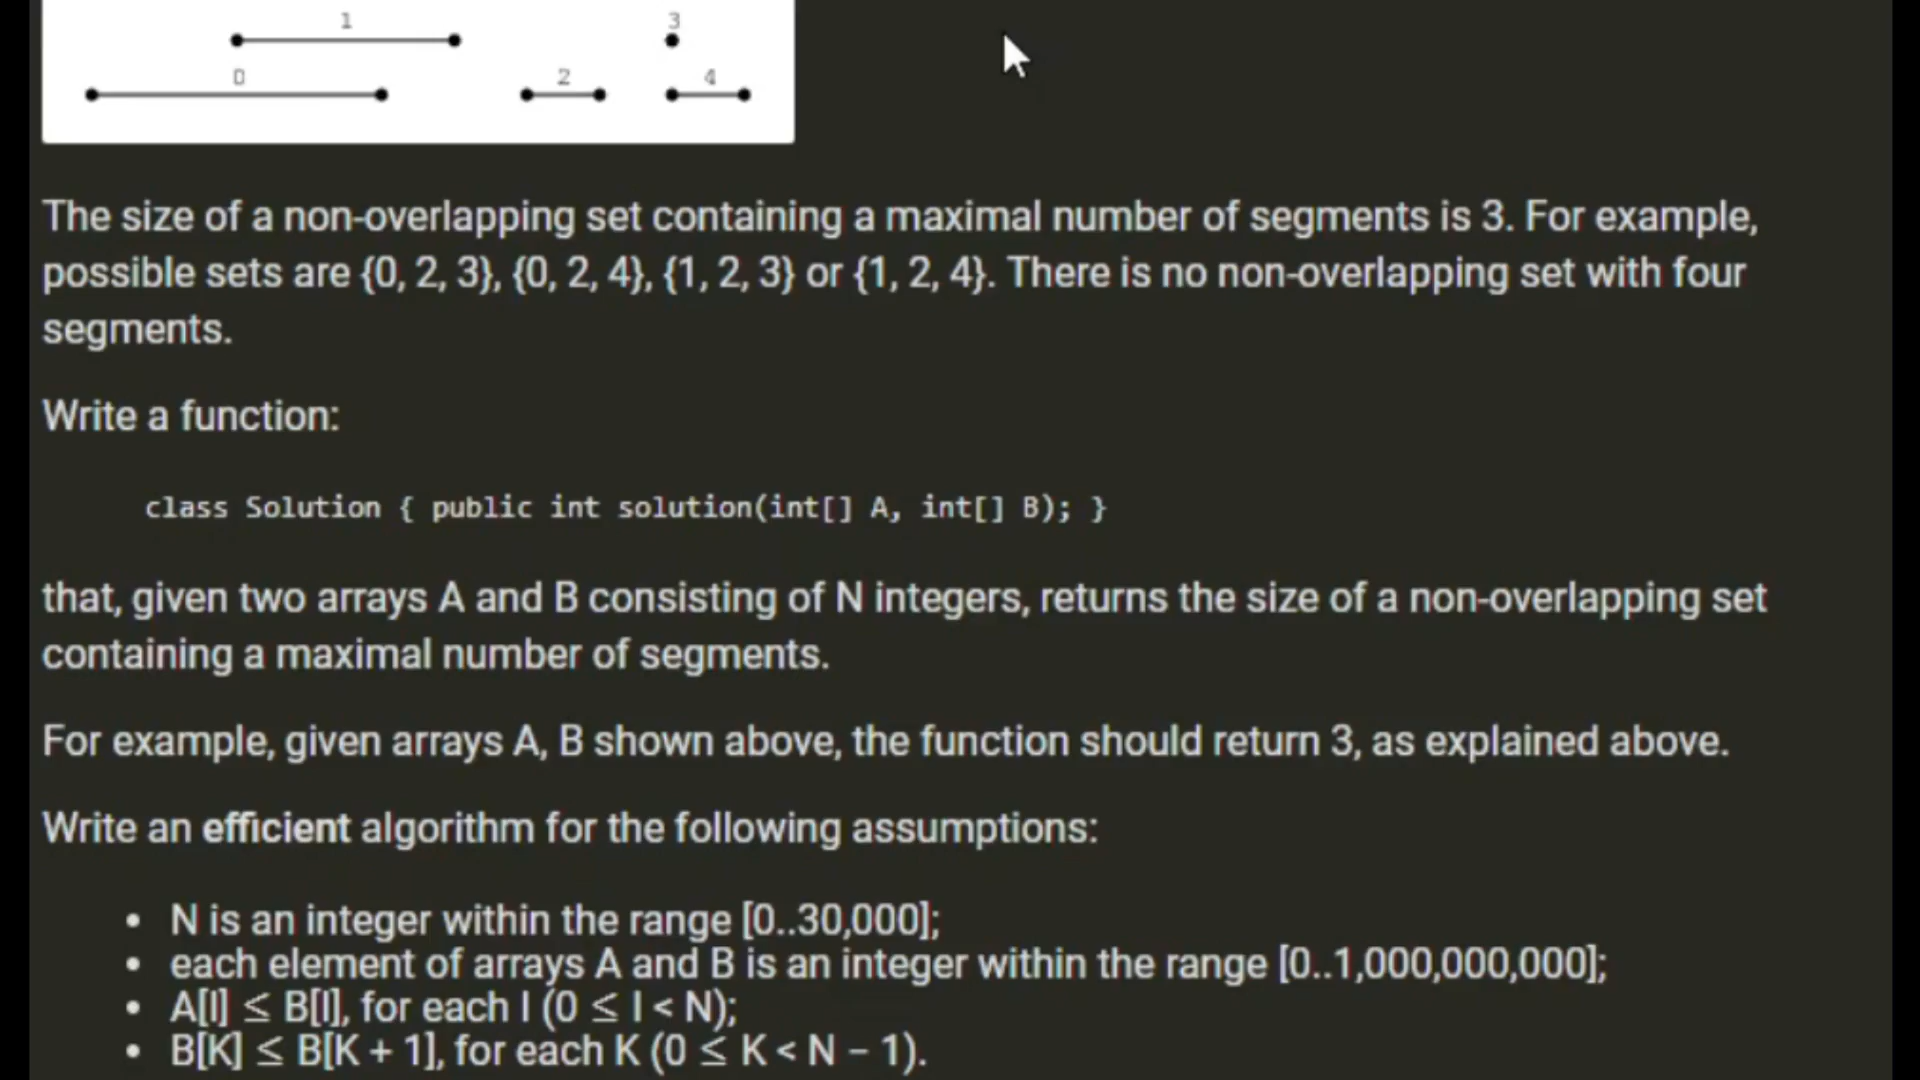 1
3
0
2
4
The size of a non-overlapping set containing a maximal number of segments is 3. For example,
possible sets are {0, 2, 3}, {0, 2, 4}, {1, 2, 3} or {1, 2, 4}. There is no non-overlapping set with four
segments.
Write a function:
class Solution { public int solution(int[] A, int[] B); }
that, given two arrays A and B consisting of N integers, returns the size of a non-overlapping set
containing a maximal number of segments.
For example, given arrays A, B shown above, the function should return 3, as explained above.
Write an efficient algorithm for the following assumptions:
• N is an integer within the range [0..30,000];
• each element of arrays A and B is an integer within the range [0..1,000,000,000];
• A[I] ≤ B[I], for each I (0 ≤ I < N);
• B[K] ≤ B[K + 1], for each K (0 ≤ K < N − 1).